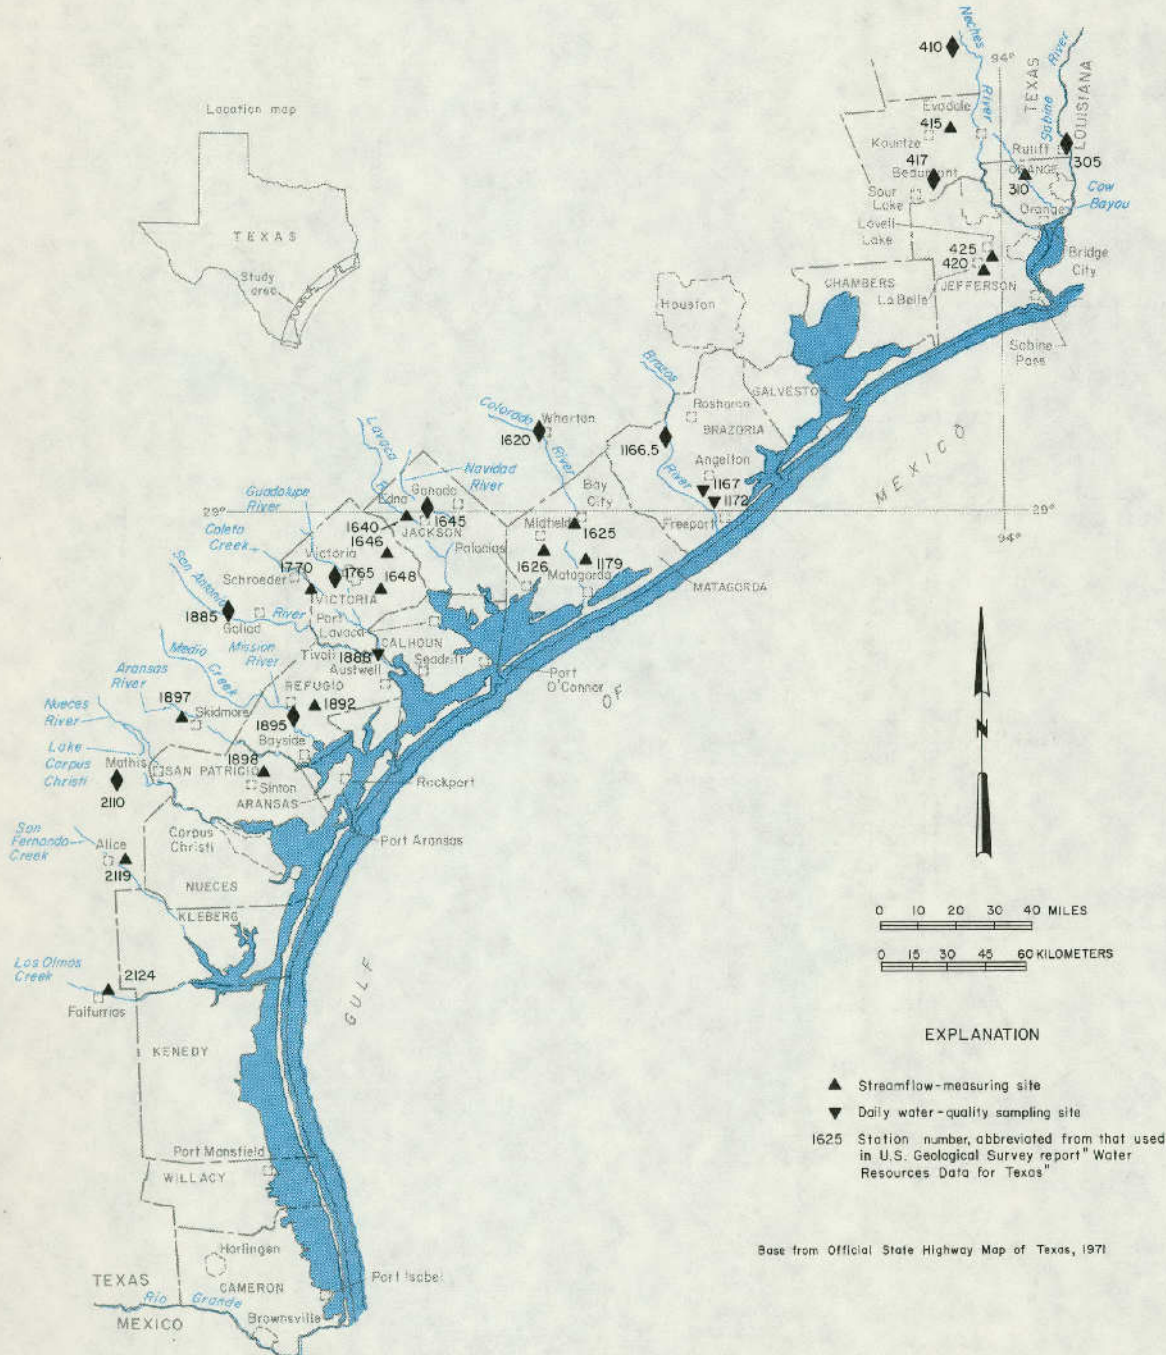 Location map
TEXAS
Study
area
410
Neches
River
94°
TEXAS
Sabine
River
LOUISIANA
Evadale
415
Kountze
417
Beaumont
Sour
Lake
Ruliff
305
ORANGE
310
Orange
Cow
Bayou
Lovell
Lake
425
420
Bridge
City
CHAMBERS
La Belle
JEFFERSON
Sabine
Pass
Houston
Brazos
River
GALVESTO
Rosharon
BRAZORIA
1166.5
Angelton
1167
1172
Freeport
Colorado
River
Wharton
1620
Bay
City
Lavaca
R
Navidad
River
Ganado
Edna
1645
1640
JACKSON
1646
Guadalupe
River
29°
29°
94°
Coleto
Creek
Victoria
1770
1765
1648
Schroeder
VICTORIA
Palacios
Midfield
1625
1626
1179
Matagorda
MATAGORDA
San Antonio
River
1885
Goliad
Port
Lavaca
CALHOUN
Seadrift
Tivoli
1888
Austwell
Port
O'Connor
Medio
Creek
Mission
River
REFUGIO
1892
1895
Bayside
Aransas
River
1897
Skidmore
Nueces
River
Lake
Corpus
Christi
Mathis
2110
SAN PATRICIO
1898
Sinton
ARANSAS
Rockport
Port Aransas
San
Fernando
Creek
Alice
2119
Corpus
Christi
NUECES
KLEBERG
Los Olmos
Creek
2124
Falfurrias
KENEDY
Port Mansfield
WILLACY
Harlingen
CAMERON
Port Isabel
Brownsville
TEXAS
Rio Grande
MEXICO
GULF
OF
MEXICO
N
0 10 20 30 40 MILES
0 15 30 45 60 KILOMETERS
EXPLANATION
Streamflow-measuring site
Daily water-quality sampling site
1625 Station number, abbreviated from that used
in U.S. Geological Survey report "Water
Resources Data for Texas"
Base from Official State Highway Map of Texas, 1971